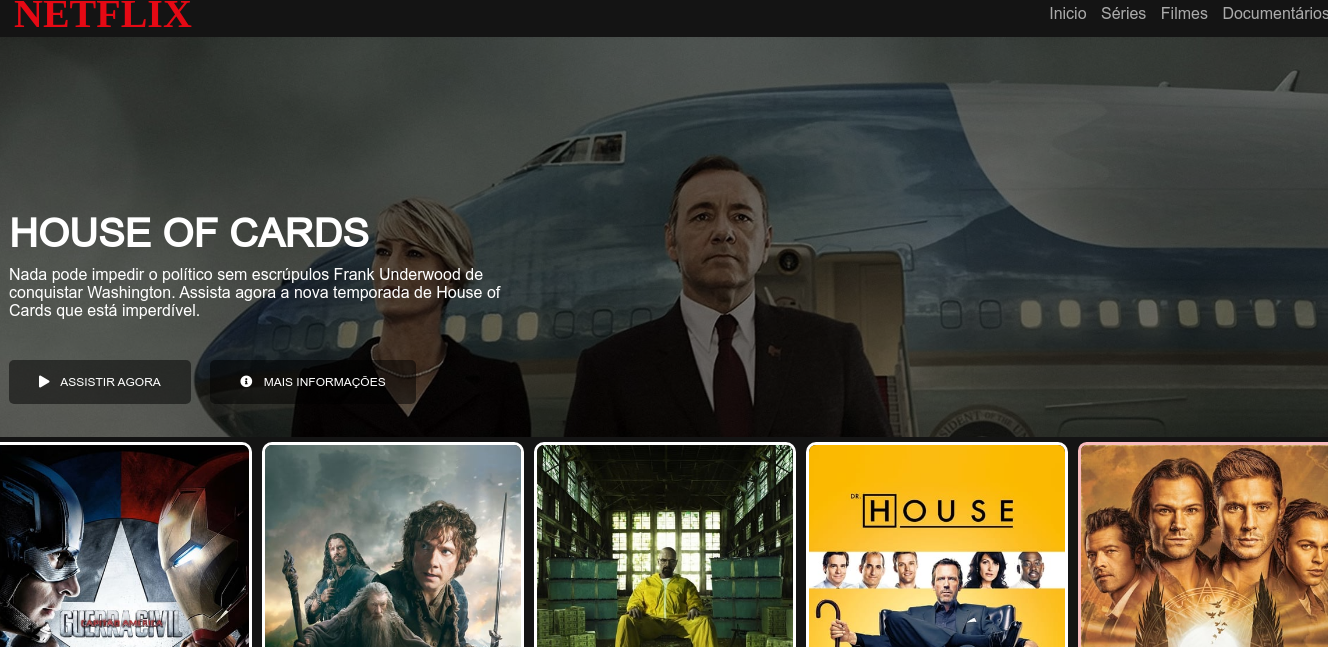 NETFLIX
Inicio Séries Filmes Documentários
HOUSE OF CARDS
Nada pode impedir o político sem escrúpulos Frank Underwood de
conquistar Washington. Assista agora a nova temporada de House of
Cards que está imperdível.
ASSISTIR AGORA
MAIS INFORMAÇÕES
GUERRA CIVIL
CAPITÃO AMÉRICA
DR.
HOUSE